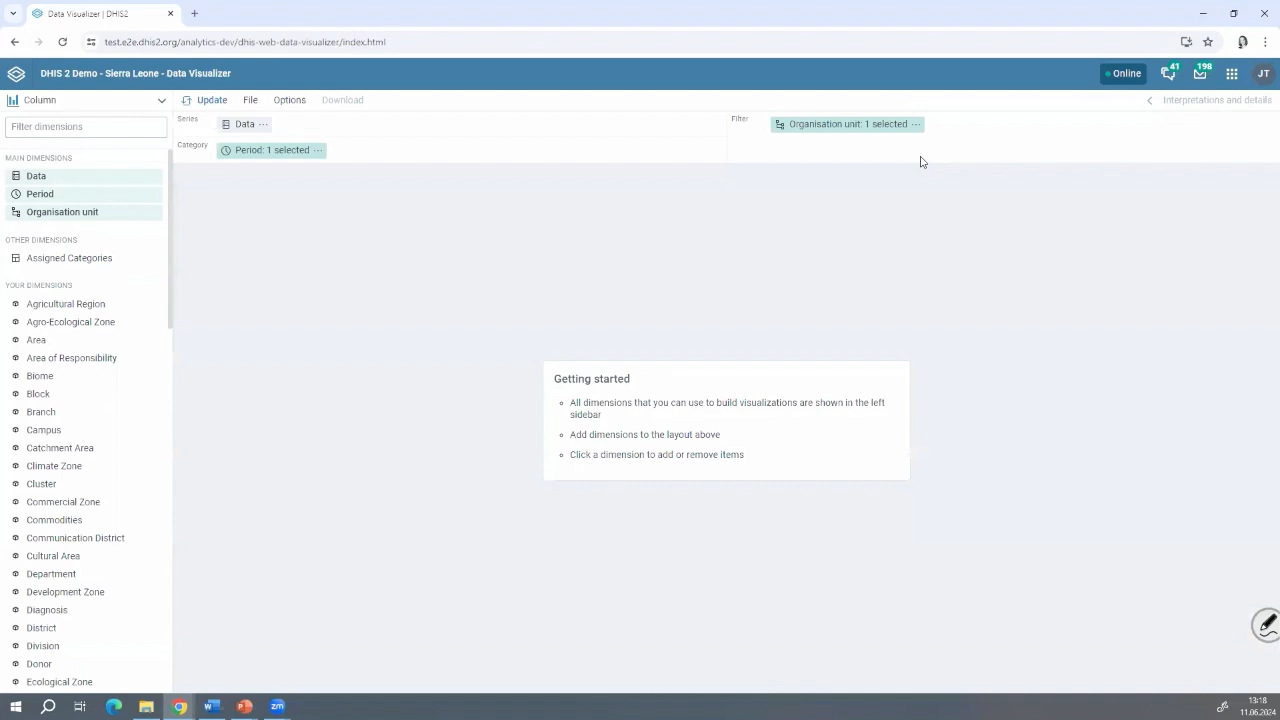 Data Visualizer | DHIS2
test.e2e.dhis2.org/analytics-dev/dhis-web-data-visualizer/index.html
DHIS 2 Demo - Sierra Leone - Data Visualizer
Online
41
198
JT
Column
Update
File
Options
Download
Interpretations and details
Filter dimensions
Series
Data
Filter
Organisation unit: 1 selected
Category
Period: 1 selected
MAIN DIMENSIONS
Data
Period
Organisation unit
OTHER DIMENSIONS
Assigned Categories
YOUR DIMENSIONS
Agricultural Region
Agro-Ecological Zone
Area
Area of Responsibility
Biome
Block
Branch
Campus
Catchment Area
Climate Zone
Cluster
Commercial Zone
Commodities
Communication District
Cultural Area
Department
Development Zone
Diagnosis
District
Division
Donor
Ecological Zone
Getting started
All dimensions that you can use to build visualizations are shown in the left
sidebar
Add dimensions to the layout above
Click a dimension to add or remove items
zm
13:18
11.06.2024